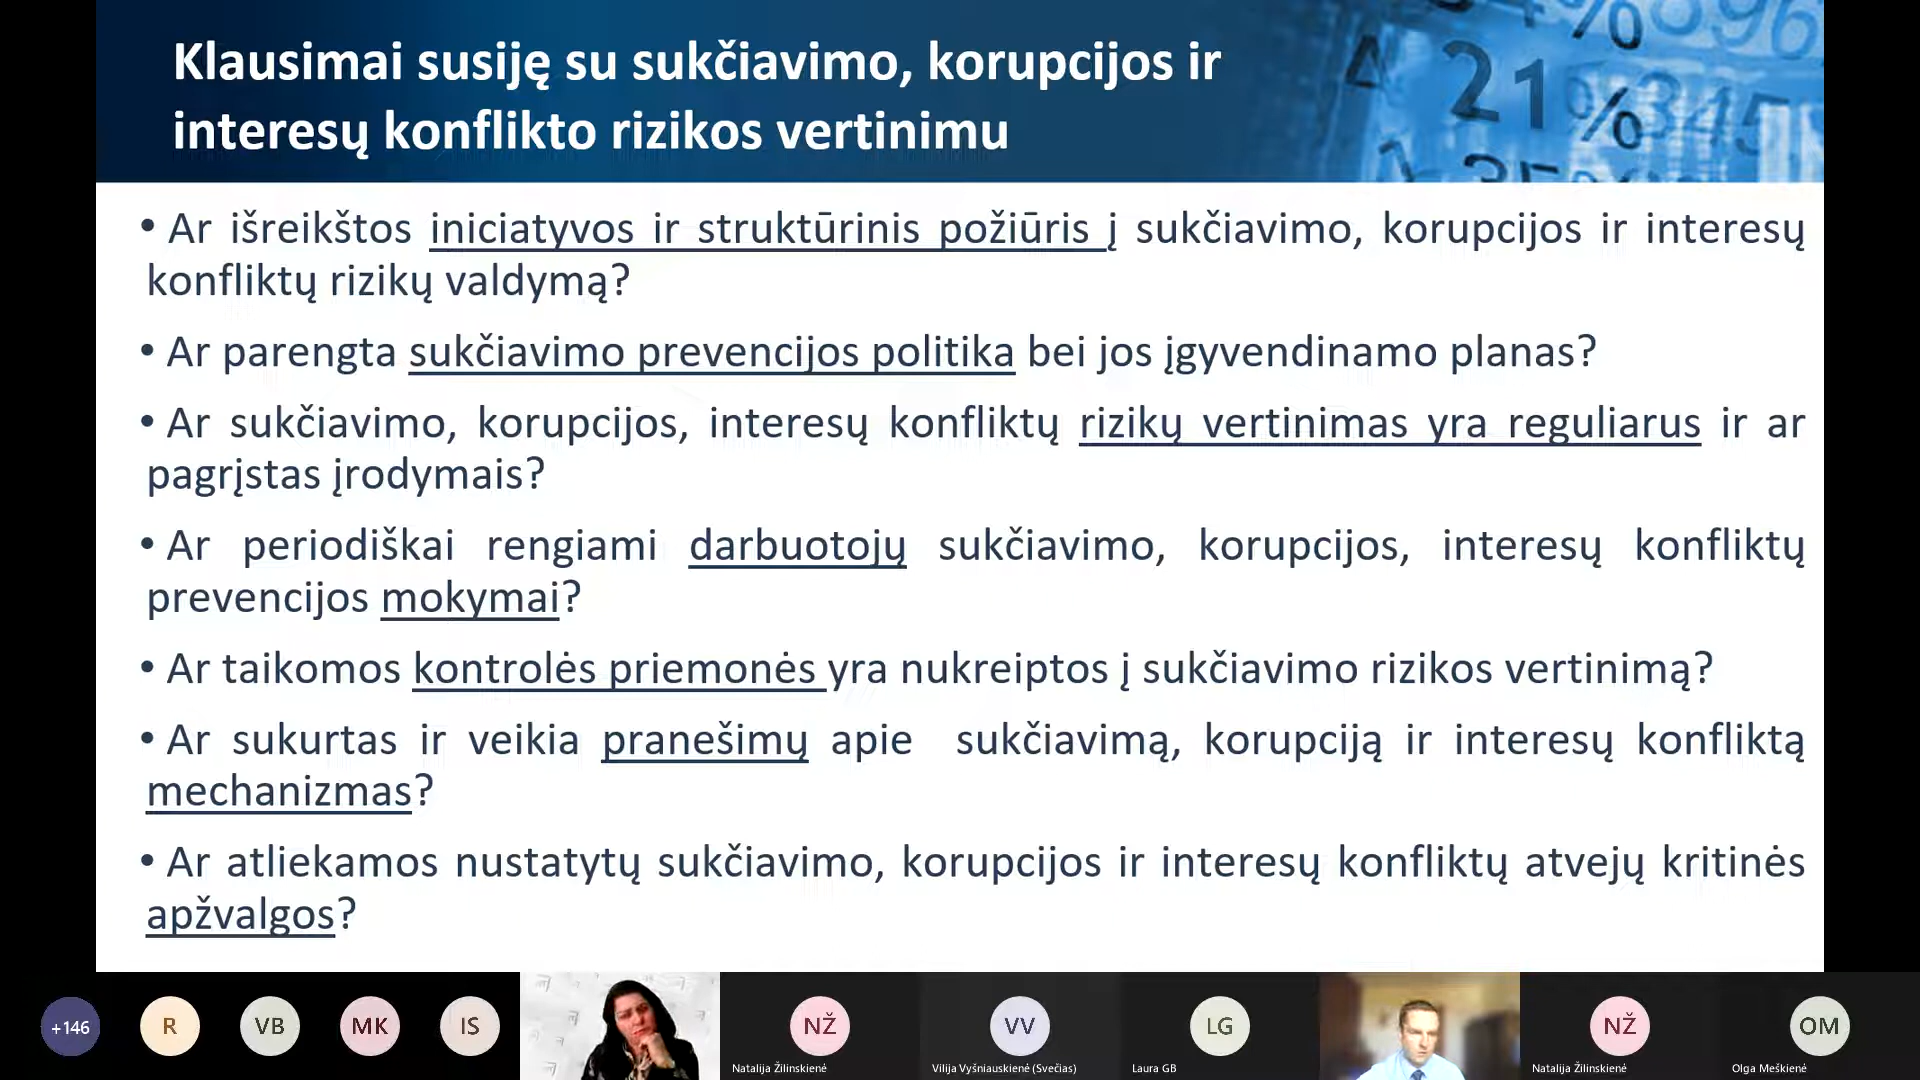 Klausimai susiję su sukčiavimo, korupcijos ir
interesų konflikto rizikos vertinimu
21%
• Ar išreikštos iniciatyvos ir struktūrinis požiūris į sukčiavimo, korupcijos ir interesų
konfliktų rizikų valdymą?
• Ar parengta sukčiavimo prevencijos politika bei jos įgyvendinamo planas?
• Ar sukčiavimo, korupcijos, interesų konfliktų rizikų vertinimas yra reguliarus ir ar
pagrįstas įrodymais?
• Ar periodiškai rengiami darbuotojų sukčiavimo, korupcijos, interesų konfliktų
prevencijos mokymai?
• Ar taikomos kontrolės priemonės yra nukreiptos į sukčiavimo rizikos vertinimą?
• Ar sukurtas ir veikia pranešimų apie sukčiavimą, korupciją ir interesų konfliktą
mechanizmas?
• Ar atliekamos nustatytų sukčiavimo, korupcijos ir interesų konfliktų atvejų kritinės
apžvalgos?
+146 R VB MK IS NŽ VV LG NŽ OM
Natalija Žilinskienė Vilija Vyšniauskienė (Svečias) Laura GB Natalija Žilinskienė Olga Meškienė